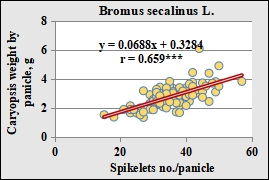 Bromus secalinus L.
y = 0.0688x + 0.3284
r = 0.659***
Caryopsis weight by
panicle, g
8
6
4
2
0
0
20
40
60
Spikelets no./panicle